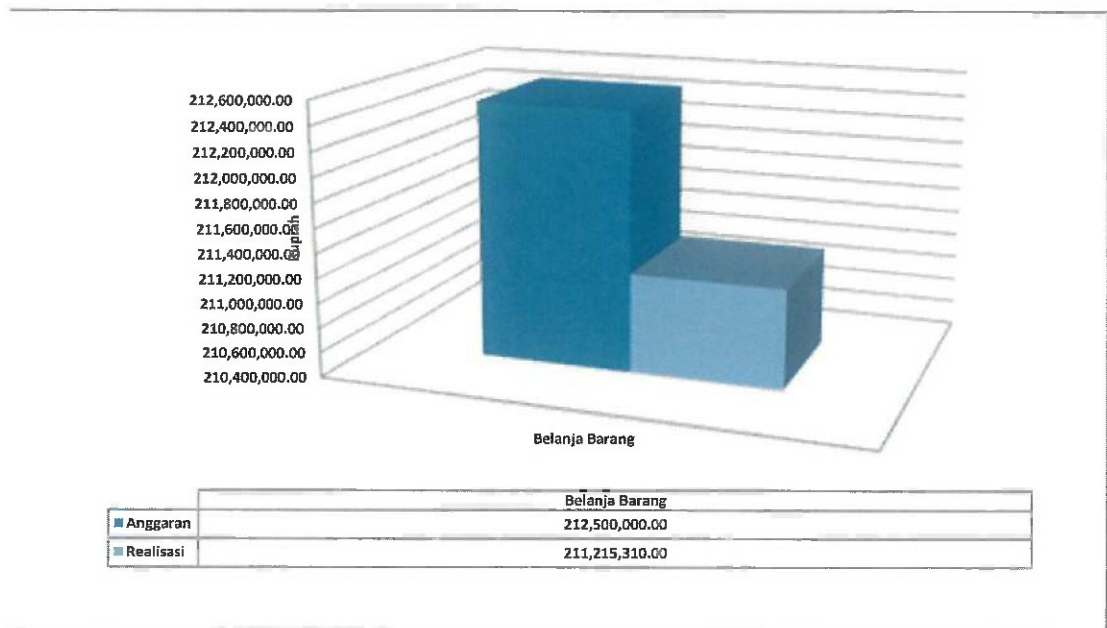 212,600,000.00
212,400,000.00
212,200,000.00
212,000,000.00
211,800,000.00
211,600,000.00
211,400,000.00
211,200,000.00
211,000,000.00
210,800,000.00
210,600,000.00
210,400,000.00
Rupiah
Belanja Barang
Belanja Barang
Anggaran 212,500,000.00
Realisasi 211,215,310.00